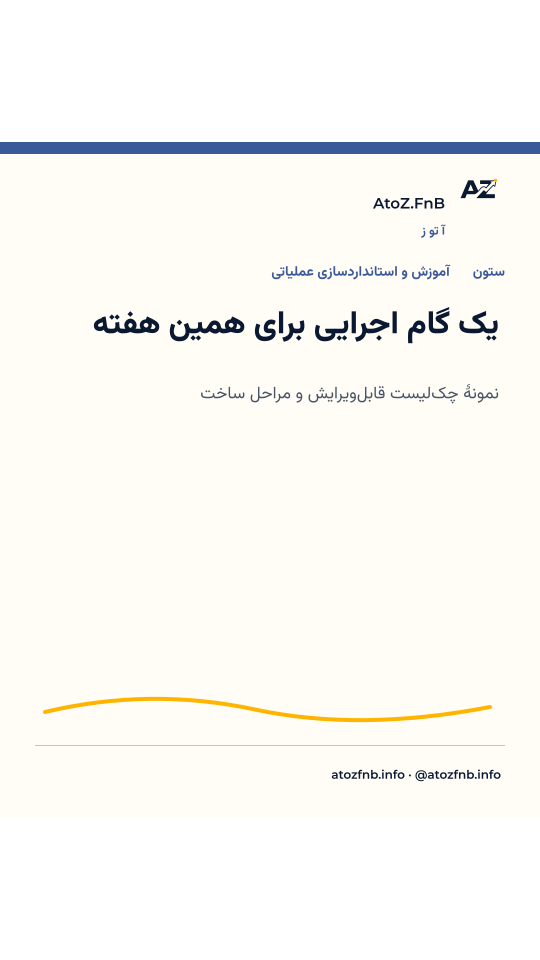 AZ
AtoZ.FnB
آ تو ز
ستون آموزش و استانداردسازی عملیاتی
یک گام اجرایی برای همین هفته
نمونهٔ چک‌لیست قابل‌ویرایش و مراحل ساخت
atozfnb.info · @atozfnb.info